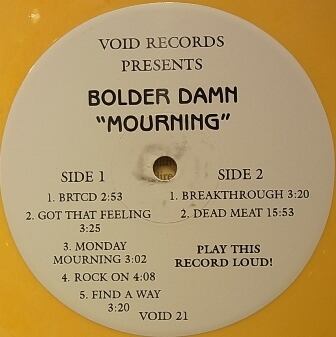 VOID RECORDS
PRESENTS
BOLDER DAMN
"MOURNING"
SIDE 1
1. BRTCD 2:53
2. GOT THAT FEELING
3:25
3. MONDAY
MOURNING 3:02
4. ROCK ON 4:08
5. FIND A WAY
3:20
SIDE 2
1. BREAKTHROUGH 3:20
2. DEAD MEAT 15:53
PLAY THIS
RECORD LOUD!
VOID 21